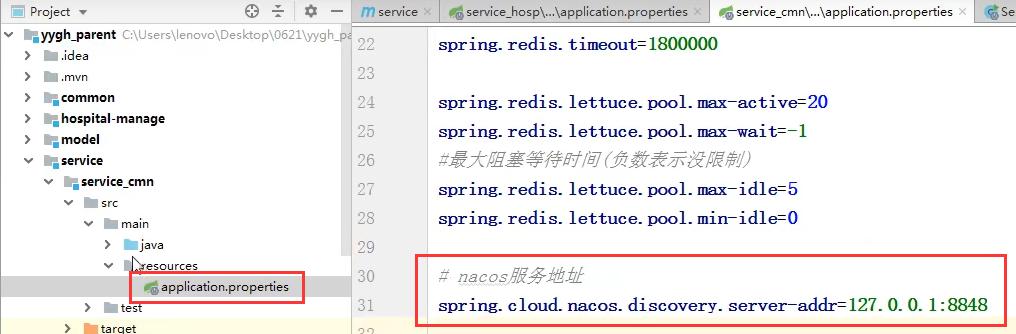 Project
service
service_hosp\...\application.properties
service_cmn\...\application.properties
Se
yygh_parent C:\Users\lenovo\Desktop\0621\yygh_pa
.idea
.mvn
common
hospital-manage
model
service
service_cmn
src
main
java
resources
application.properties
test
target
22 spring.redis.timeout=1800000
23
24 spring.redis.lettuce.pool.max-active=20
25 spring.redis.lettuce.pool.max-wait=-1
26 #最大阻塞等待时间(负数表示没限制)
27 spring.redis.lettuce.pool.max-idle=5
28 spring.redis.lettuce.pool.min-idle=0
29
30 # nacos服务地址
31 spring.cloud.nacos.discovery.server-addr=127.0.0.1:8848